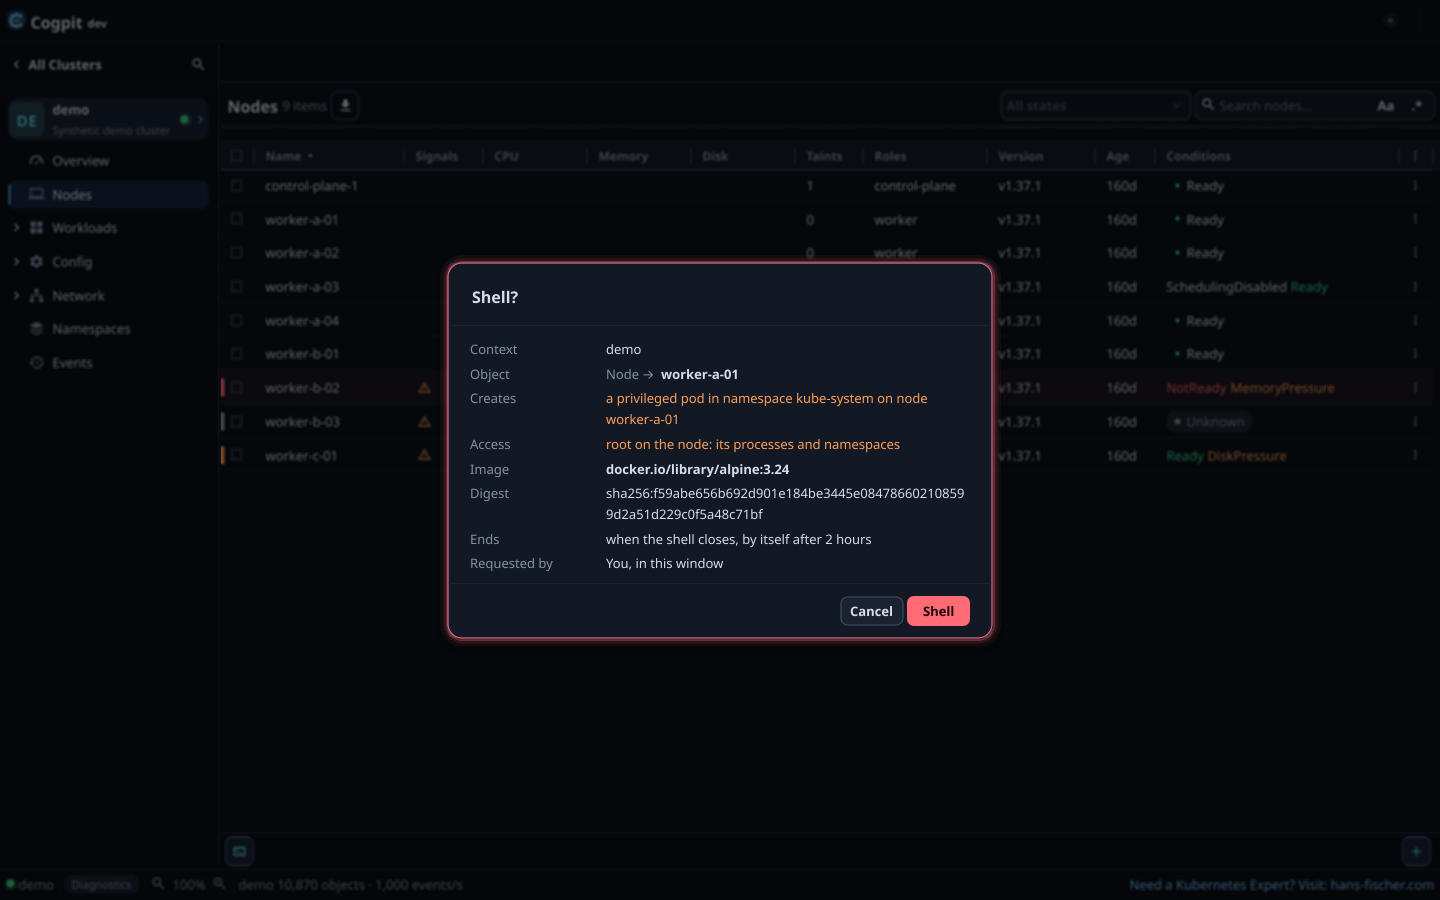 Cogpit dev
All Clusters
DE
demo
Synthetic demo cluster
Overview
Nodes
Workloads
Config
Network
Namespaces
Events
Nodes 9 items
All states
Search nodes...
Aa
.*
Name Signals CPU Memory Disk Taints Roles Version Age Conditions
control-plane-1 1 control-plane v1.37.1 160d Ready
worker-a-01 0 worker v1.37.1 160d Ready
worker-a-02 0 worker v1.37.1 160d Ready
worker-a-03 v1.37.1 160d SchedulingDisabled Ready
worker-a-04 v1.37.1 160d Ready
worker-b-01 v1.37.1 160d Ready
worker-b-02 v1.37.1 160d NotReady MemoryPressure
worker-b-03 v1.37.1 160d Unknown
worker-c-01 v1.37.1 160d Ready DiskPressure
Shell?
Context demo
Object Node → worker-a-01
Creates a privileged pod in namespace kube-system on node
worker-a-01
Access root on the node: its processes and namespaces
Image docker.io/library/alpine:3.24
Digest sha256:f59abe656b692d901e184be3445e08478660210859
9d2a51d229c0f5a48c71bf
Ends when the shell closes, by itself after 2 hours
Requested by You, in this window
Cancel Shell
demo Diagnostics 100% demo 10,870 objects · 1,000 events/s
Need a Kubernetes Expert? Visit: hans-fischer.com